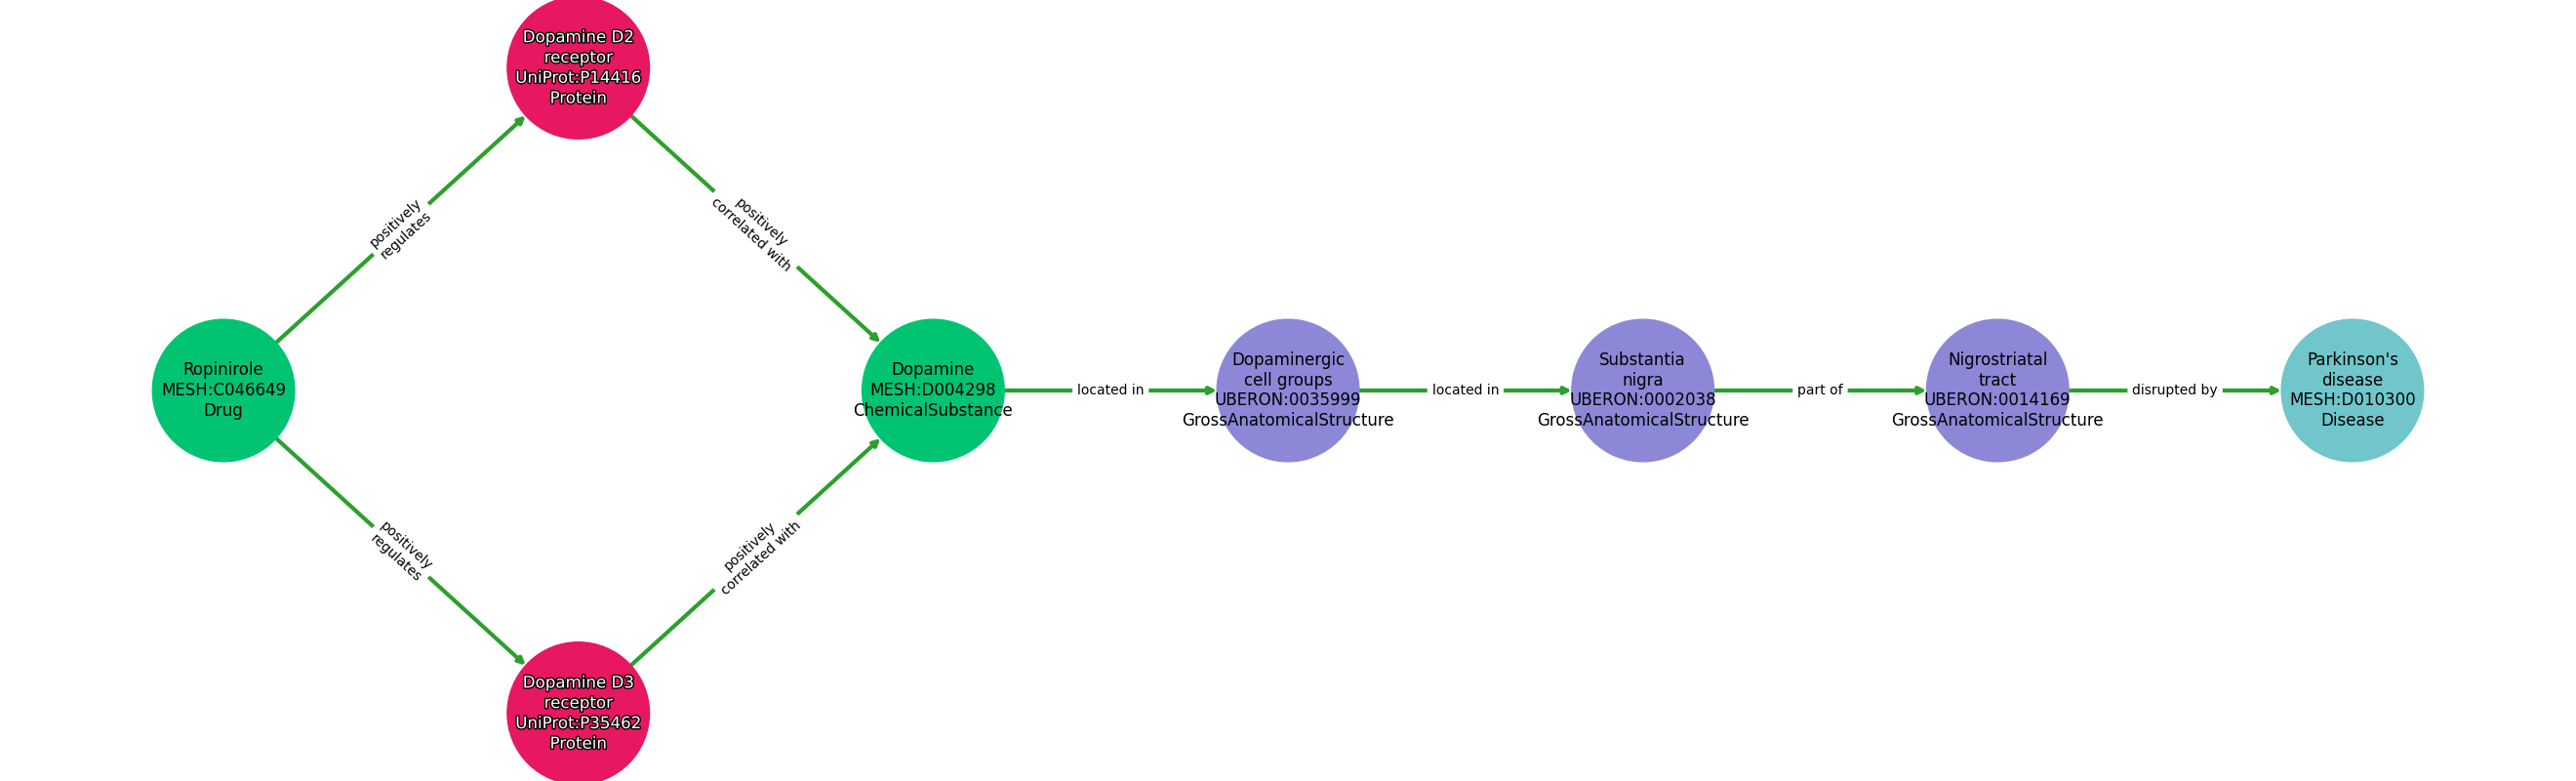 Dopamine D2
receptor
UniProt:P14416
Protein
positively
regulates
positively
correlated with
Ropinirole
MESH:C046649
Drug
Dopamine
MESH:D004298
ChemicalSubstance
located in
Dopaminergic
cell groups
UBERON:0035999
GrossAnatomicalStructure
located in
Substantia
nigra
UBERON:0002038
GrossAnatomicalStructure
part of
Nigrostriatal
tract
UBERON:0014169
GrossAnatomicalStructure
disrupted by
Parkinson's
disease
MESH:D010300
Disease
positively
regulates
positively
correlated with
Dopamine D3
receptor
UniProt:P35462
Protein